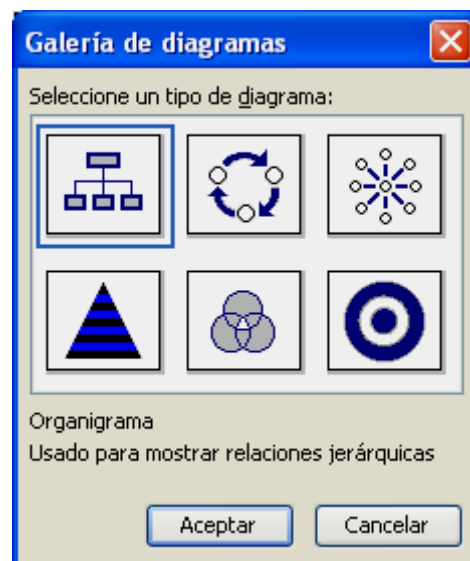 Galería de diagramas
Seleccione un tipo de diagrama:
Organigrama
Usado para mostrar relaciones jerárquicas
Aceptar
Cancelar